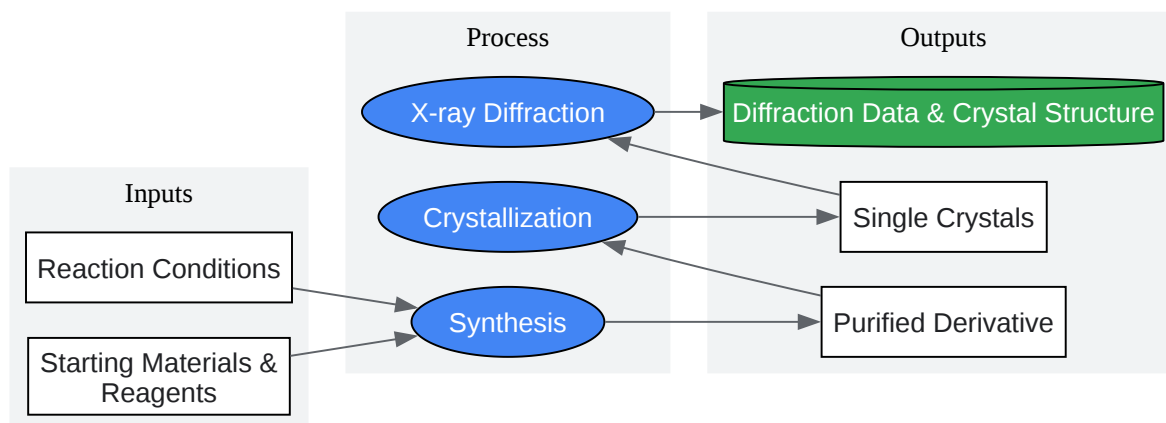 Process
Outputs
X-ray Diffraction
Diffraction Data & Crystal Structure
Inputs
Crystallization
Single Crystals
Reaction Conditions
Synthesis
Purified Derivative
Starting Materials &
Reagents